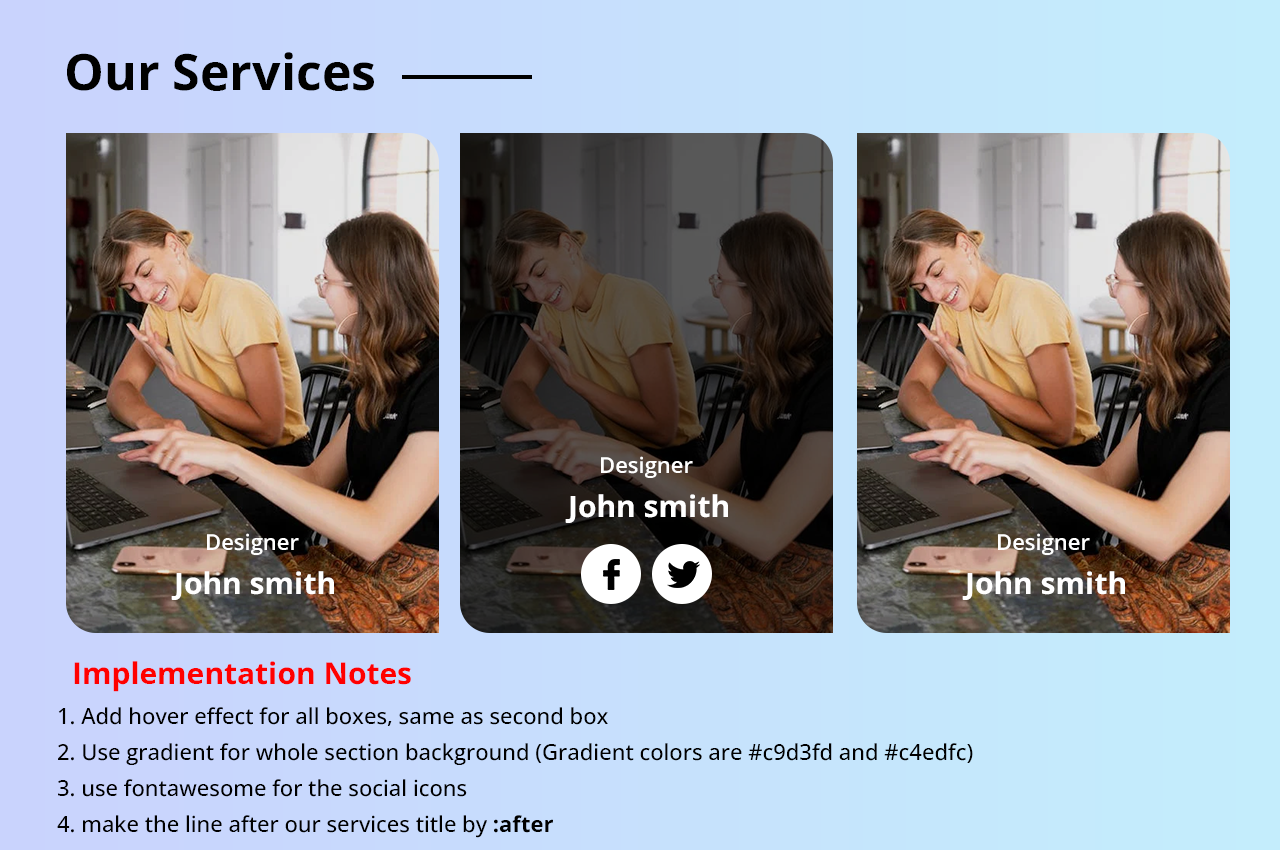 Our Services
Designer
John smith
Designer
John smith
Designer
John smith
Implementation Notes
1. Add hover effect for all boxes, same as second box
2. Use gradient for whole section background (Gradient colors are #c9d3fd and #c4edfc)
3. use fontawesome for the social icons
4. make the line after our services title by :after